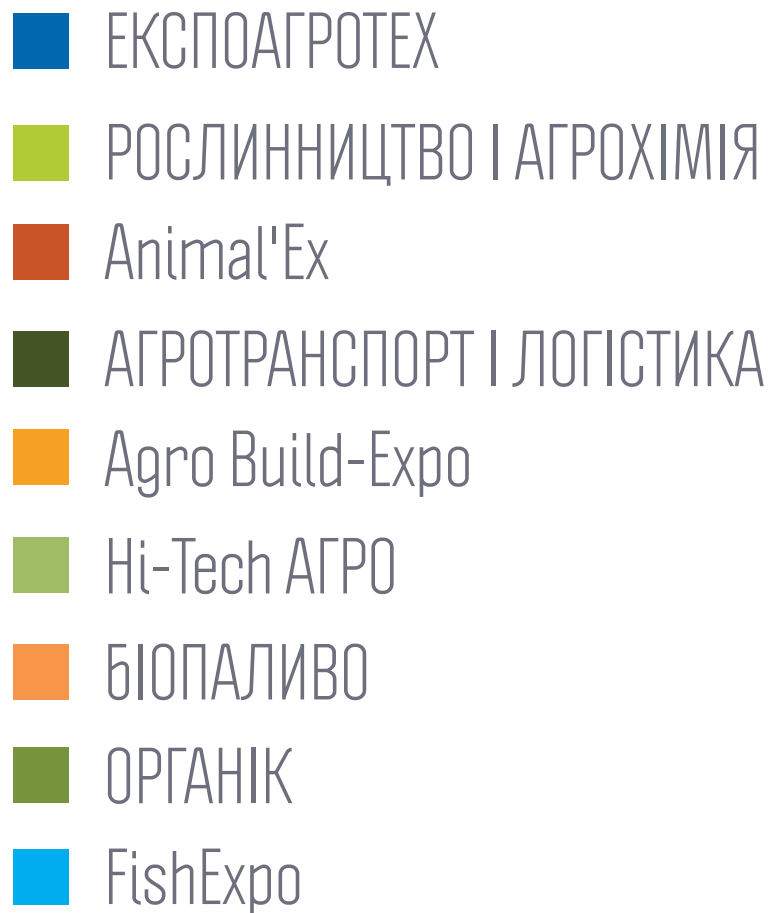 ЕКСПОАГРОТЕХ
РОСЛИННИЦТВО І АГРОХІМІЯ
Animal'Ex
АГРОТРАНСПОРТ І ЛОГІСТИКА
Agro Build-Expo
Hi-Tech АГРО
БІОПАЛИВО
ОРГАНІК
FishExpo